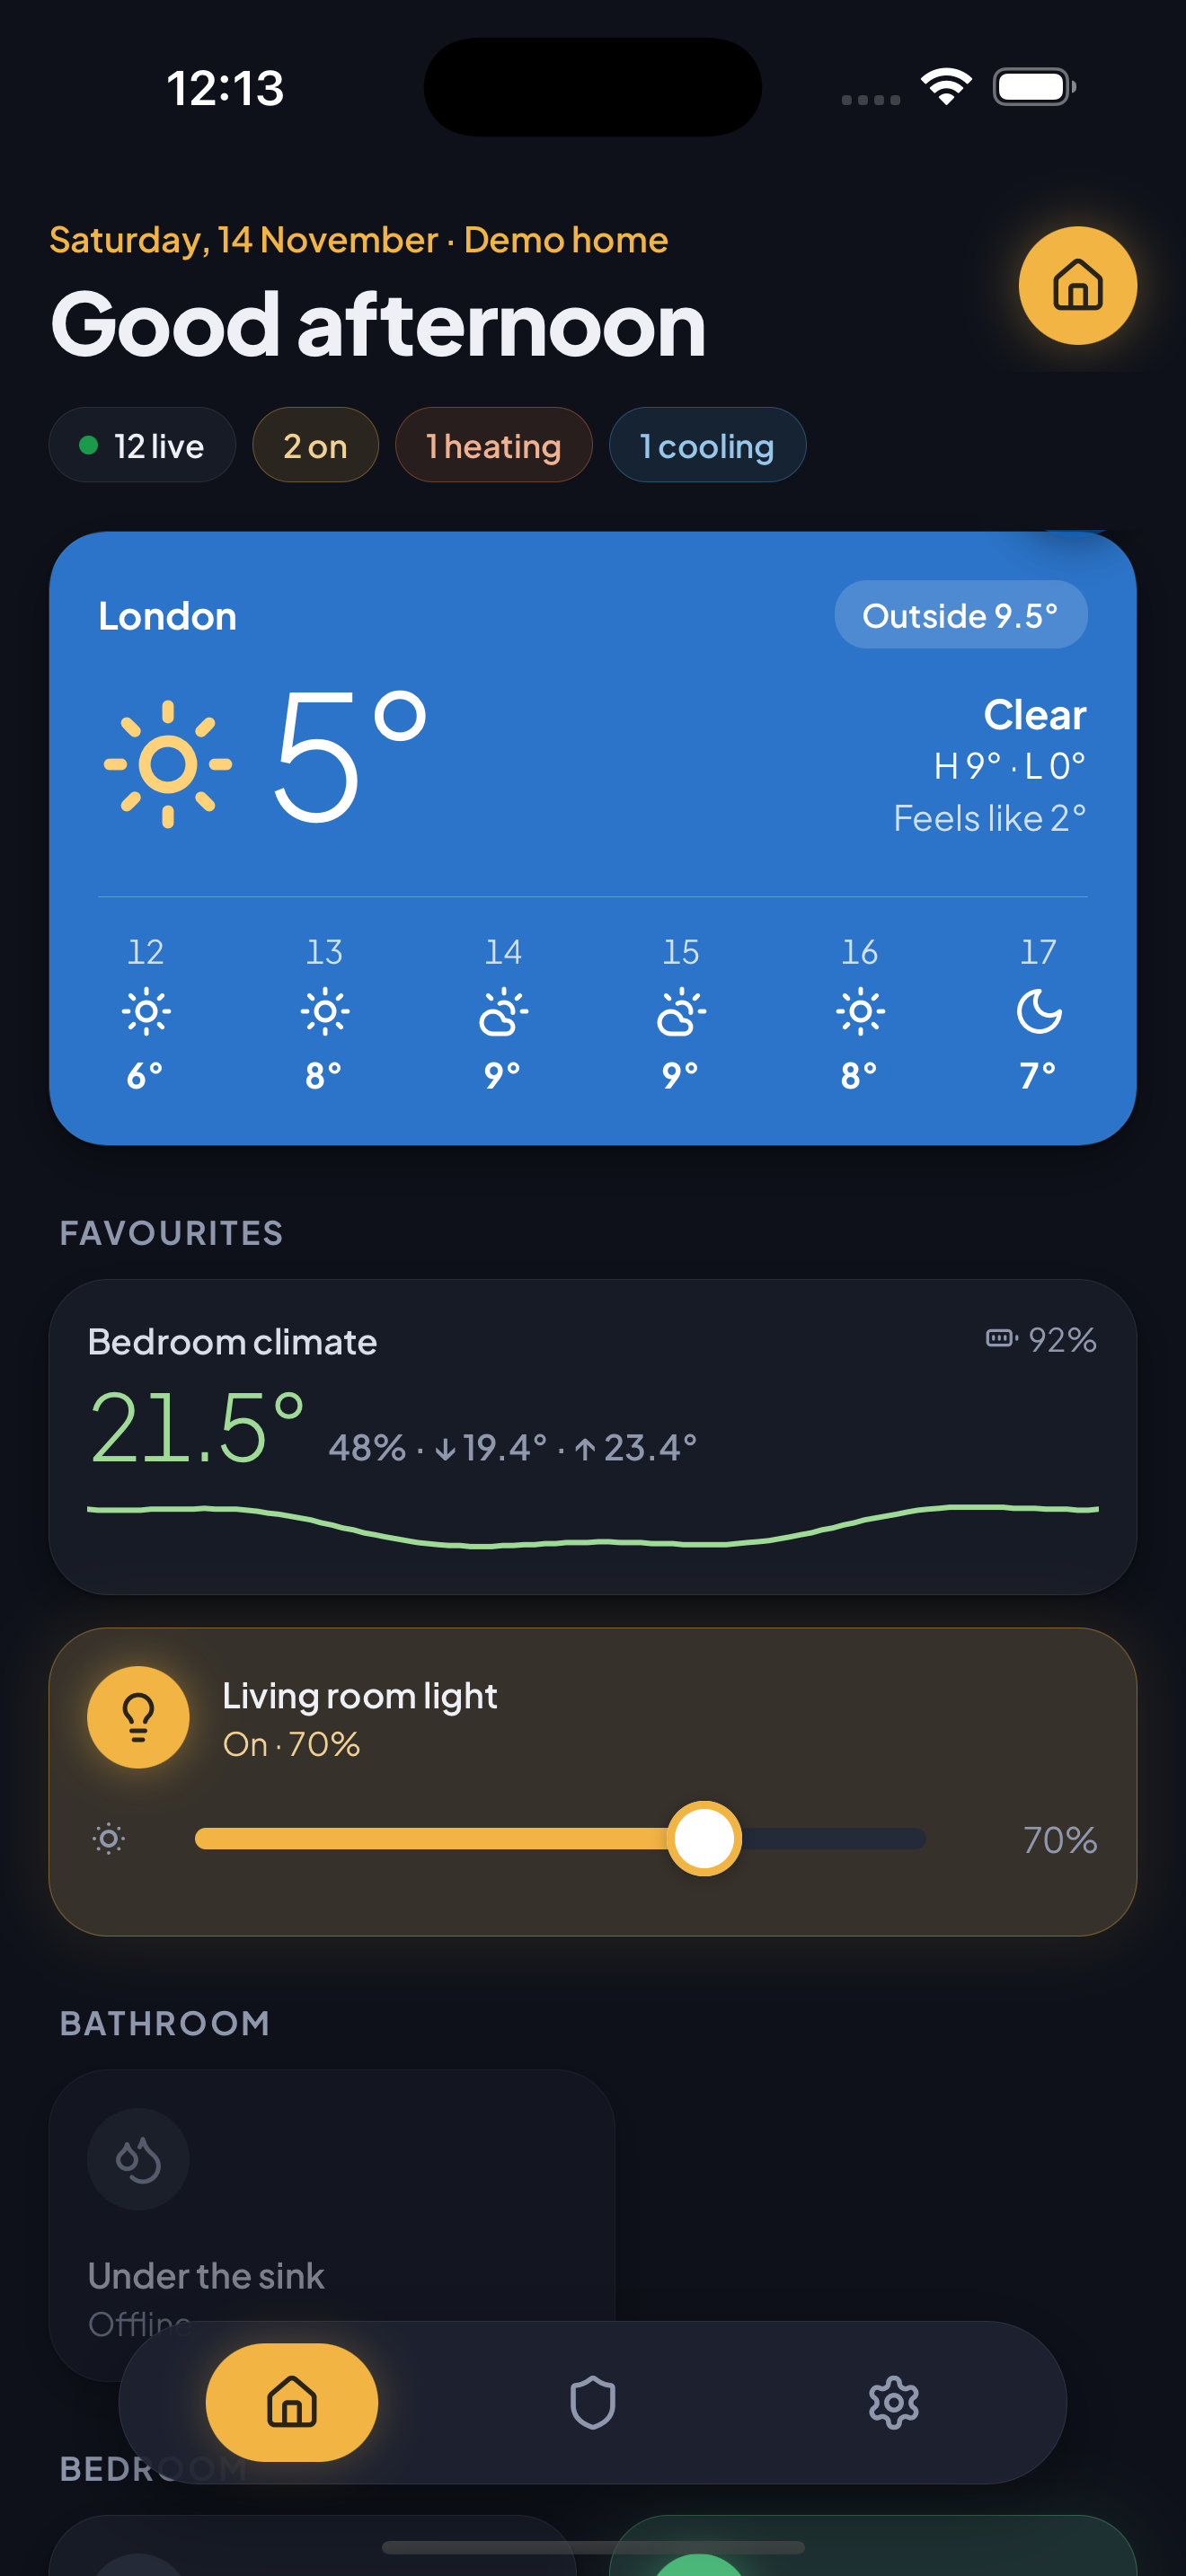 12:13
Saturday, 14 November · Demo home
Good afternoon
12 live
2 on
1 heating
1 cooling
London
Outside 9.5°
5°
Clear
H 9° · L 0°
Feels like 2°
12 13 14 15 16 17
6° 8° 9° 9° 8° 7°
FAVOURITES
Bedroom climate
92%
21.5° 48% · ↓ 19.4° · ↑ 23.4°
Living room light
On · 70%
70%
BATHROOM
Under the sink
Offline
BEDROOM